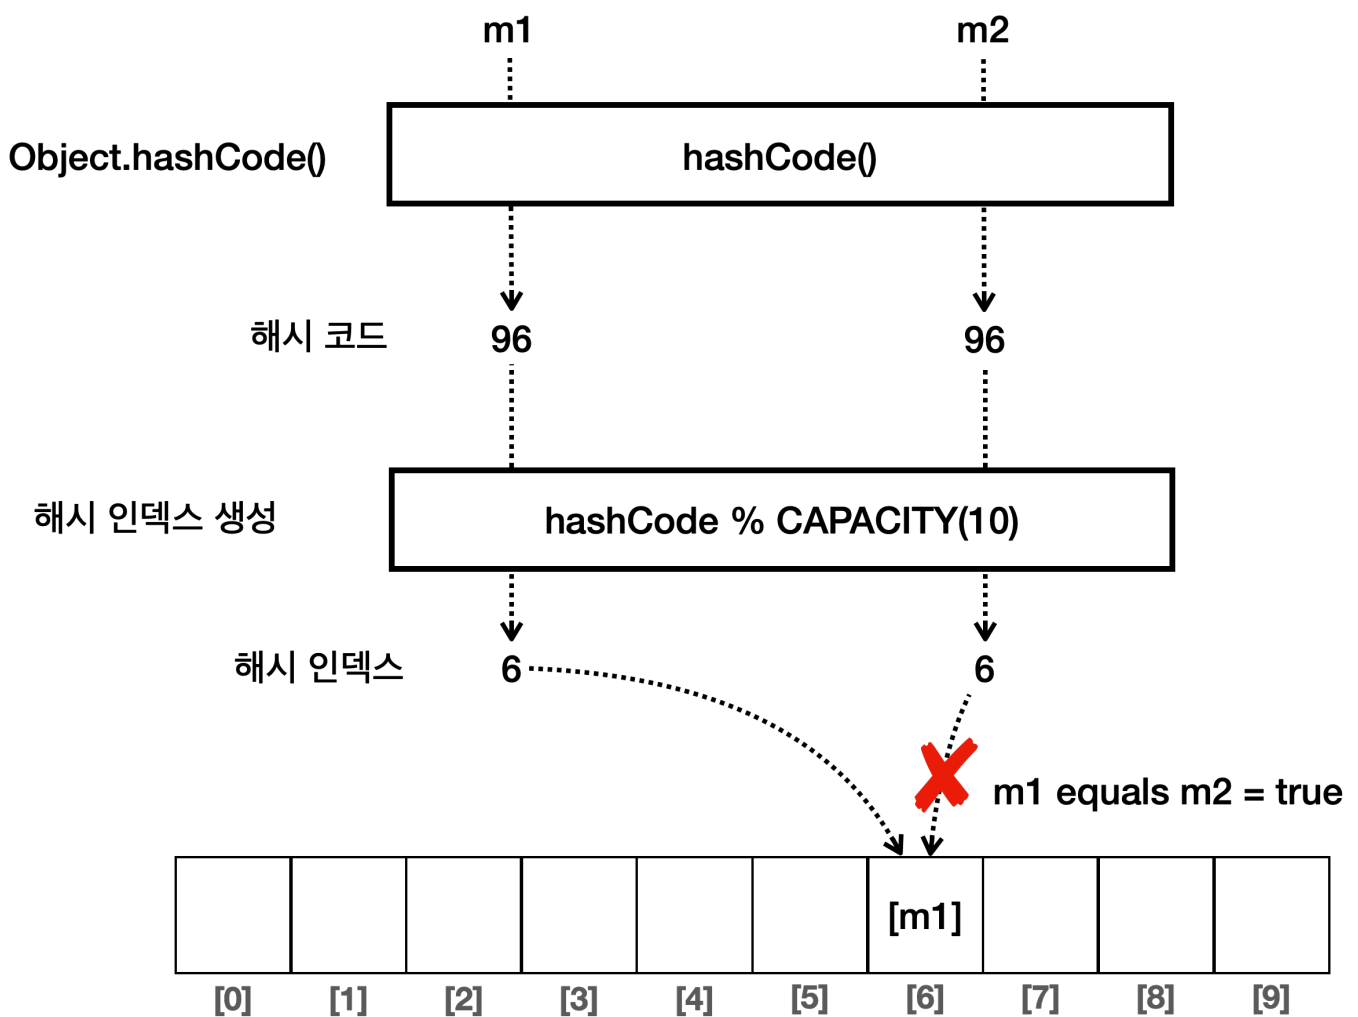 m1 m2
Object.hashCode() hashCode()
해시 코드 96 96
해시 인덱스 생성 hashCode % CAPACITY(10)
해시 인덱스 6 6
m1 equals m2 = true
[m1]
[0] [1] [2] [3] [4] [5] [6] [7] [8] [9]